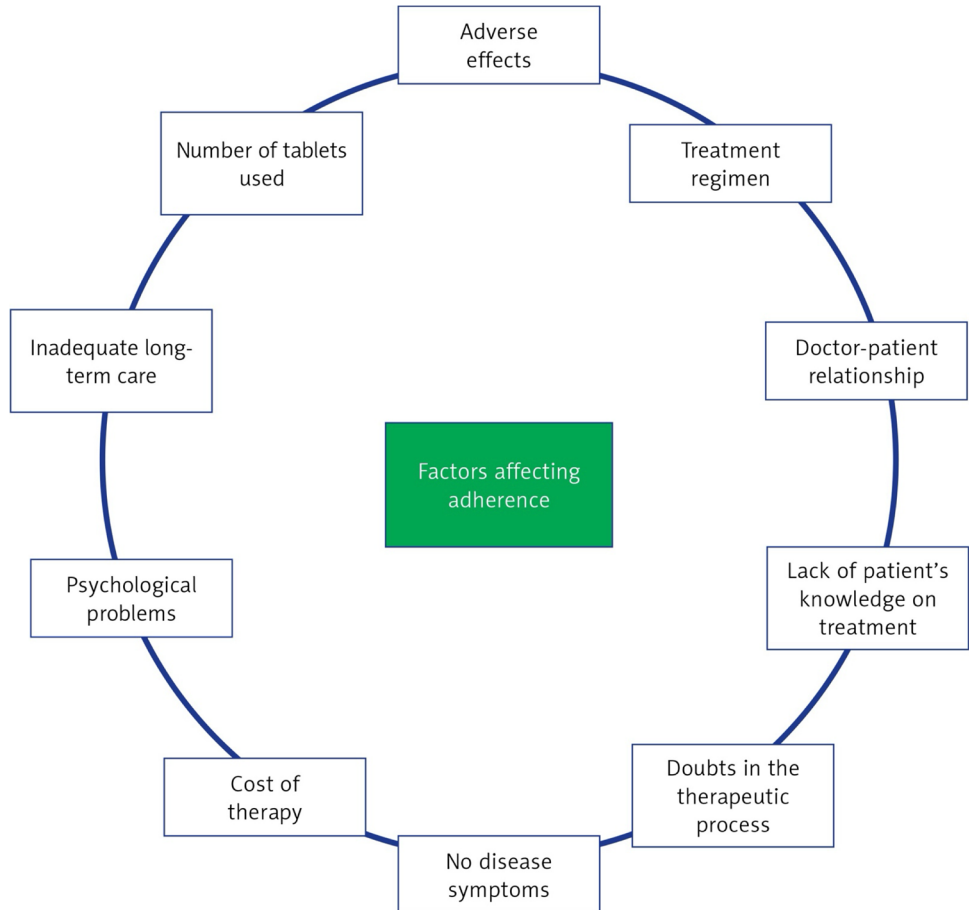 Adverse
effects
Treatment
regimen
Doctor-patient
relationship
Lack of patient's
knowledge on
treatment
Doubts in the
therapeutic
process
No disease
symptoms
Cost of
therapy
Psychological
problems
Inadequate long-
term care
Number of tablets
used
Factors affecting
adherence